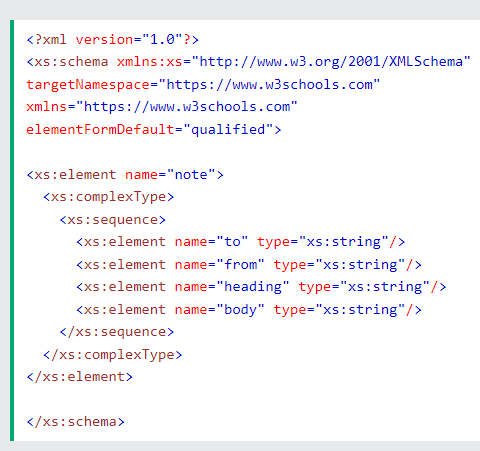 <?xml version="1.0"?>
<xs:schema xmlns:xs="http://www.w3.org/2001/XMLSchema"
targetNamespace="https://www.w3schools.com"
xmlns="https://www.w3schools.com"
elementFormDefault="qualified">

<xs:element name="note">
  <xs:complexType>
    <xs:sequence>
      <xs:element name="to" type="xs:string"/>
      <xs:element name="from" type="xs:string"/>
      <xs:element name="heading" type="xs:string"/>
      <xs:element name="body" type="xs:string"/>
    </xs:sequence>
  </xs:complexType>
</xs:element>

</xs:schema>